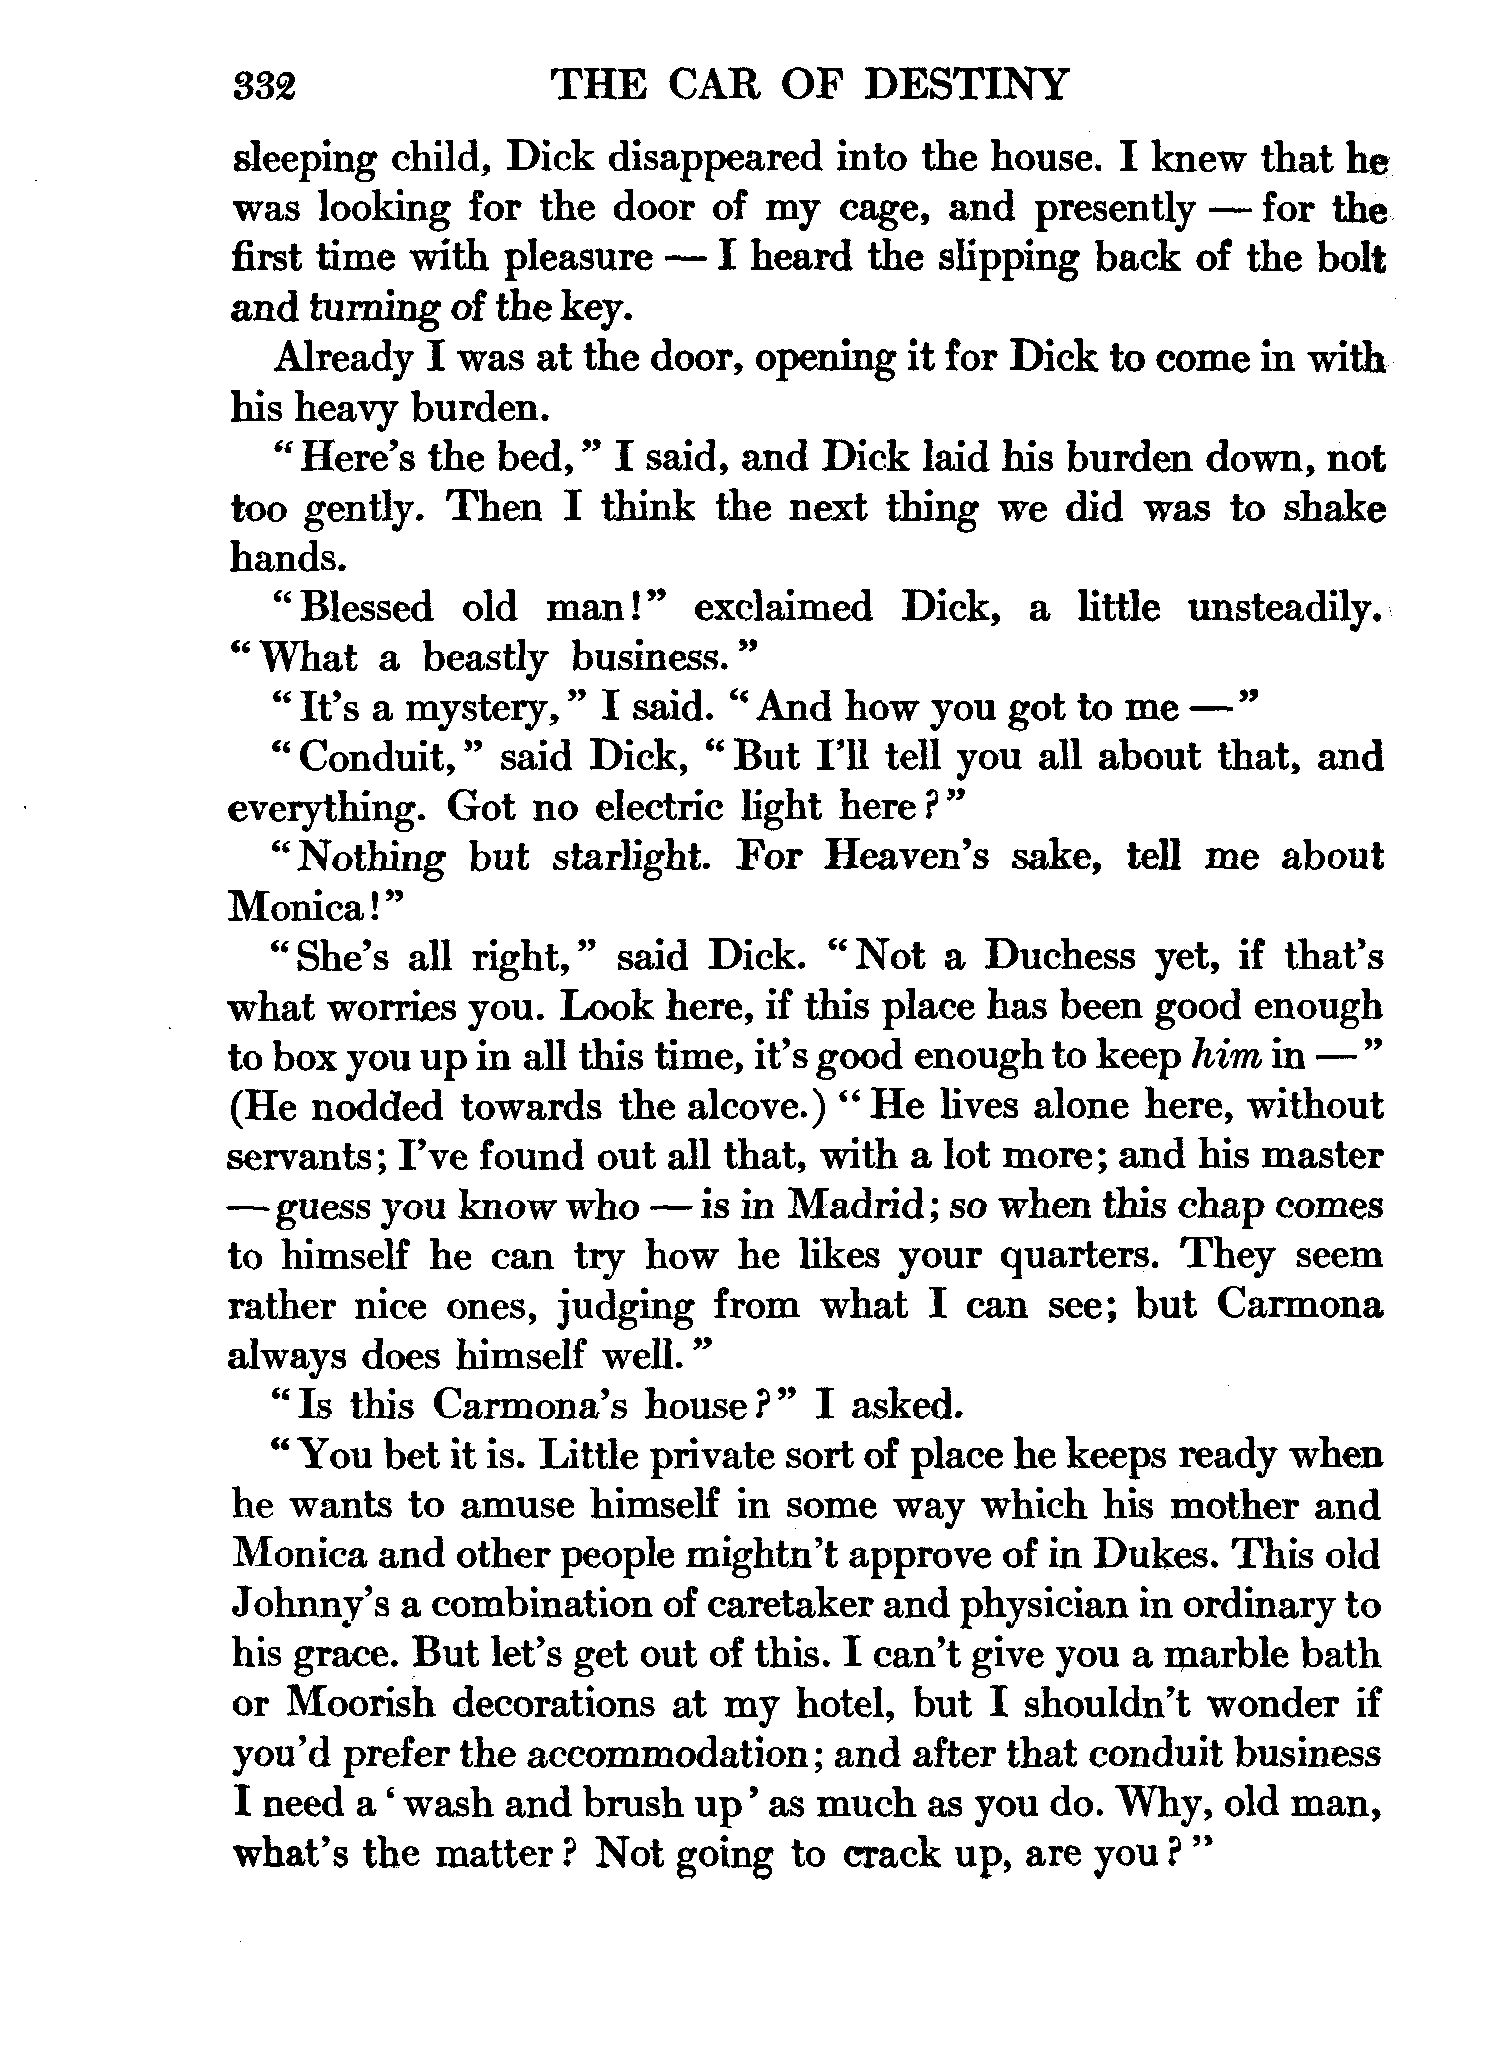 332 THE CAR OF DESTINY
sleeping child, Dick disappeared into the house. I knew that he
was looking for the door of my cage, and presently — for the
first time with pleasure — I heard the slipping back of the bolt
and turning of the key.
Already I was at the door, opening it for Dick to come in with
his heavy burden.
“Here’s the bed,” I said, and Dick laid his burden down, not
too gently. Then I think the next thing we did was to shake
hands.
“Blessed old man!” exclaimed Dick, a little unsteadily.
“What a beastly business.”
“It’s a mystery,” I said. “And how you got to me —”
“Conduit,” said Dick, “But I’ll tell you all about that, and
everything. Got no electric light here?”
“Nothing but starlight. For Heaven’s sake, tell me about
Monica!”
“She’s all right,” said Dick. “Not a Duchess yet, if that’s
what worries you. Look here, if this place has been good enough
to box you up in all this time, it’s good enough to keep him in —”
(He nodded towards the alcove.) “He lives alone here, without
servants; I’ve found out all that, with a lot more; and his master
— guess you know who — is in Madrid; so when this chap comes
to himself he can try how he likes your quarters. They seem
rather nice ones, judging from what I can see; but Carmona
always does himself well.”
“Is this Carmona’s house?” I asked.
“You bet it is. Little private sort of place he keeps ready when
he wants to amuse himself in some way which his mother and
Monica and other people mightn’t approve of in Dukes. This old
Johnny’s a combination of caretaker and physician in ordinary to
his grace. But let’s get out of this. I can’t give you a marble bath
or Moorish decorations at my hotel, but I shouldn’t wonder if
you’d prefer the accommodation; and after that conduit business
I need a ‘wash and brush up’ as much as you do. Why, old man,
what’s the matter? Not going to crack up, are you?”